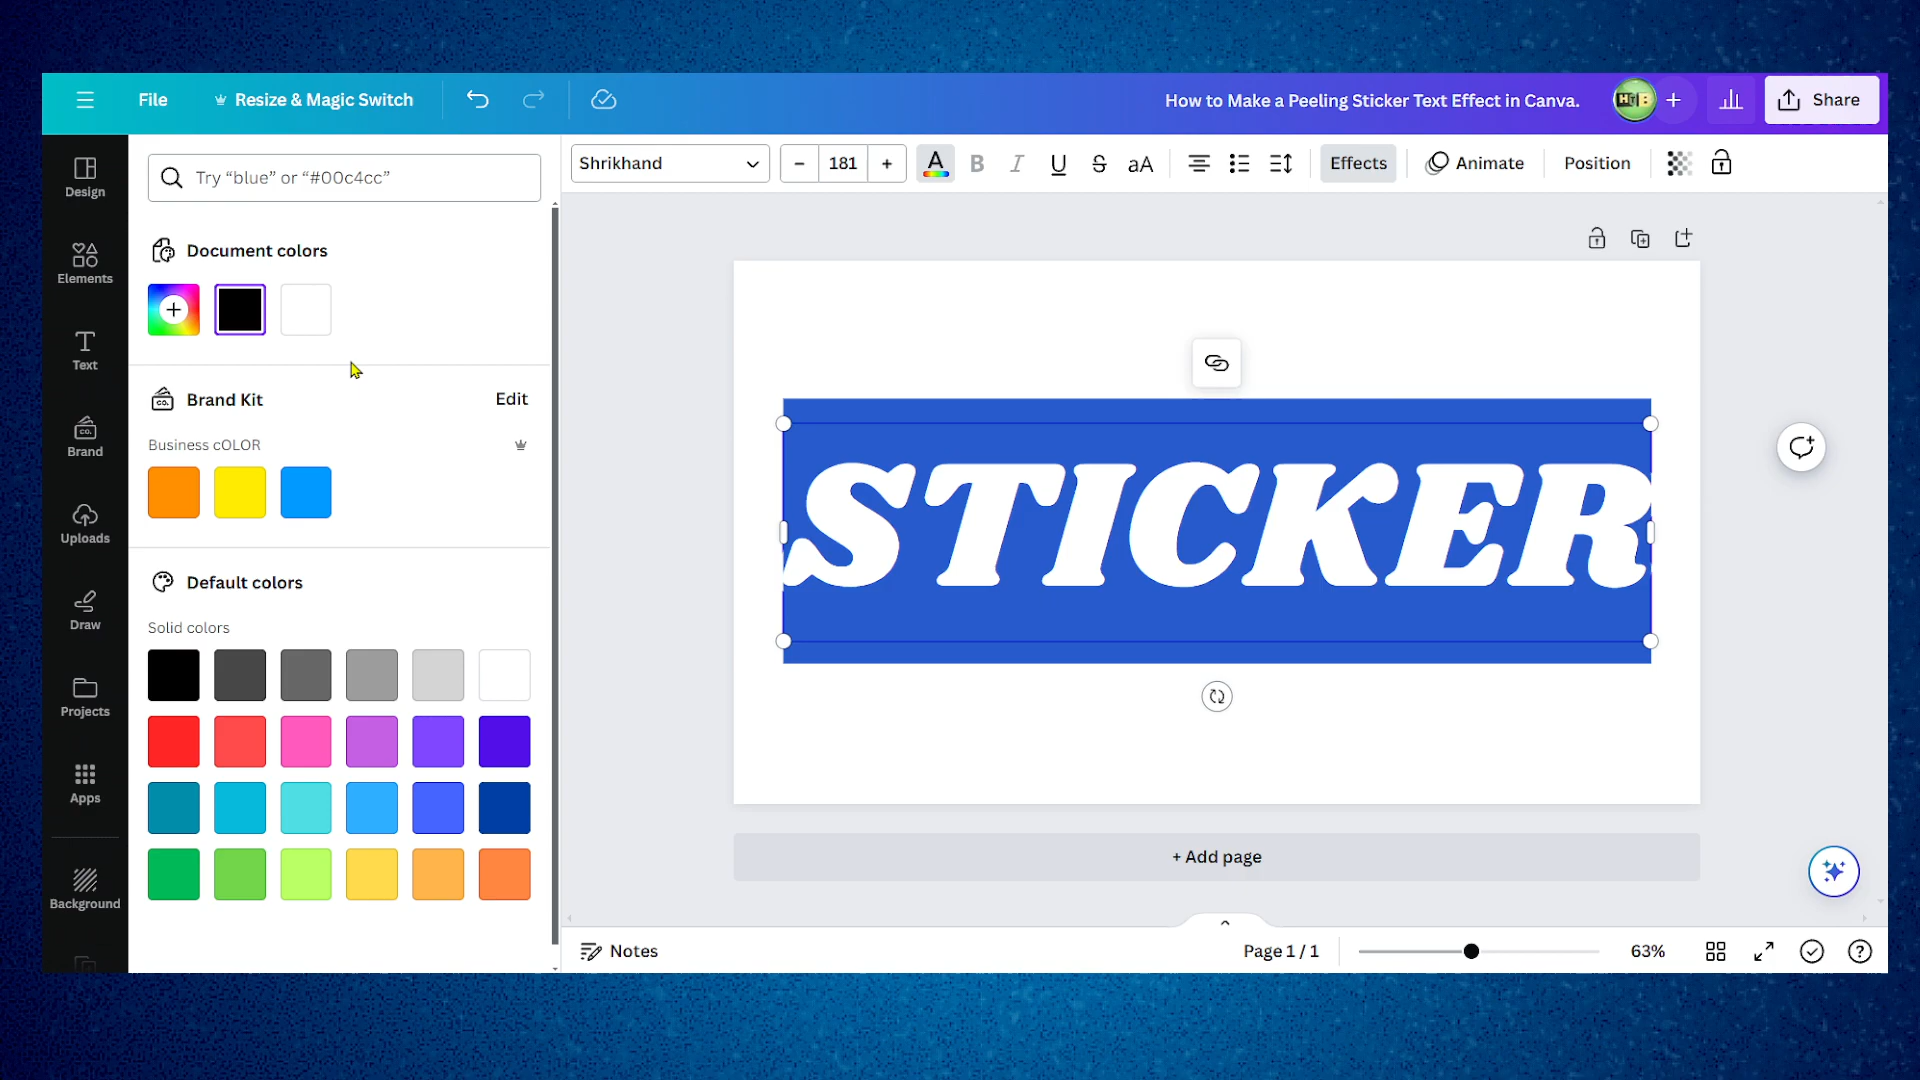 File
Resize & Magic Switch
How to Make a Peeling Sticker Text Effect in Canva.
Share
Design
Elements
Text
Brand
Uploads
Draw
Projects
Apps
Background
Try “blue” or “#00c4cc”
Document colors
Brand Kit
Edit
Business cOLOR
Default colors
Solid colors
Shrikhand
- 181 +
A B I U S aA
Effects
Animate
Position
STICKER
+ Add page
Notes
Page 1 / 1
63%